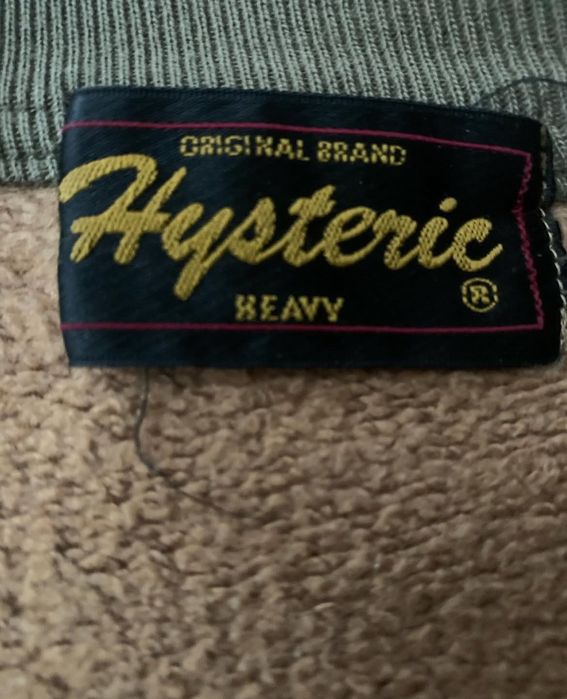 ORIGINAL BRAND
Hysteric
HEAVY
®